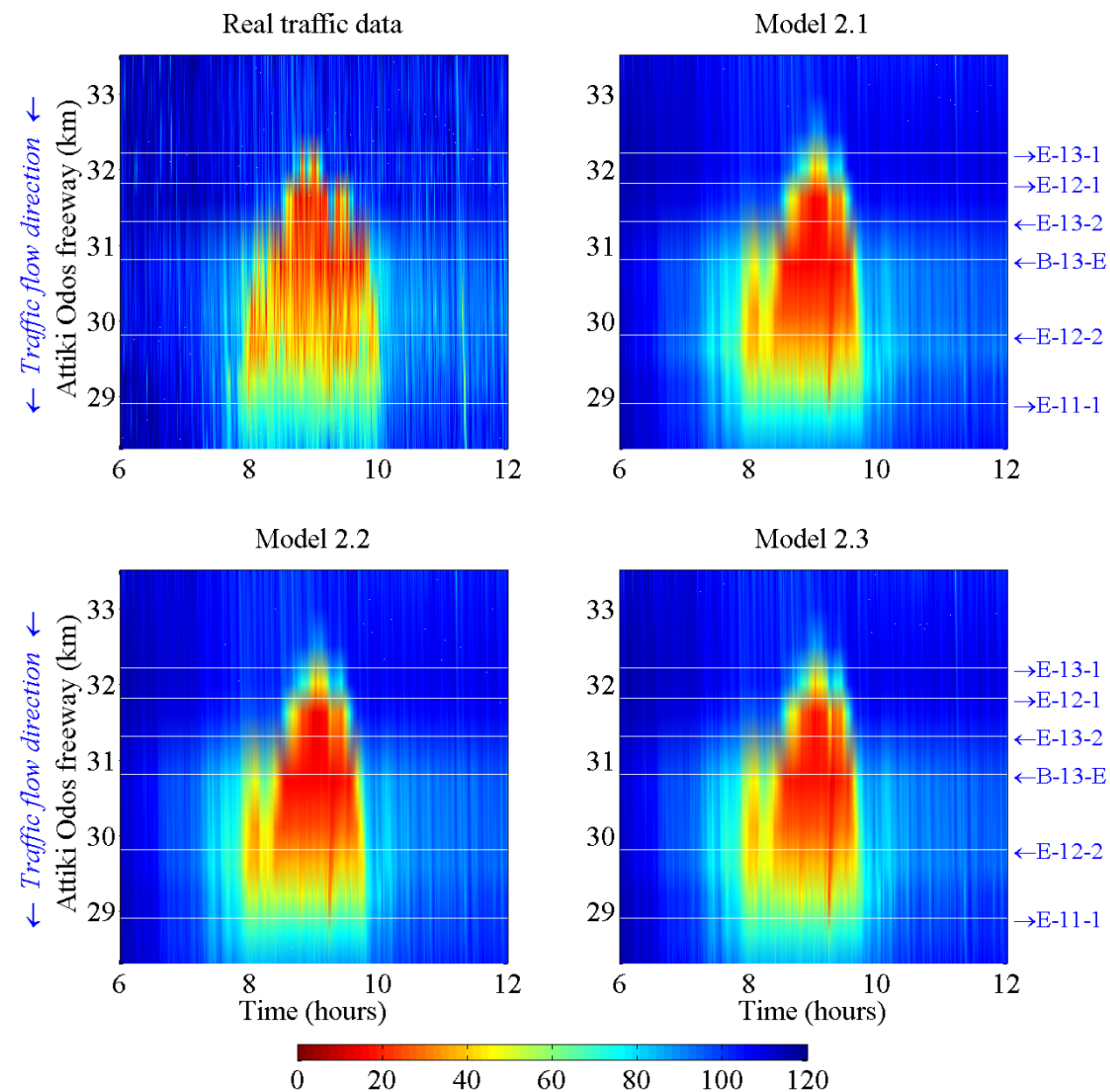 Real traffic data
Model 2.1
← Traffic flow direction ←
Attiki Odos freeway (km)
33
32
31
30
29
6
8
10
12
33
32
31
30
29
6
8
10
12
→E-13-1
→E-12-1
←E-13-2
←B-13-E
←E-12-2
→E-11-1
Model 2.2
Model 2.3
← Traffic flow direction ←
Attiki Odos freeway (km)
33
32
31
30
29
6
8
10
12
Time (hours)
33
32
31
30
29
6
8
10
12
Time (hours)
→E-13-1
→E-12-1
←E-13-2
←B-13-E
←E-12-2
→E-11-1
0
20
40
60
80
100
120